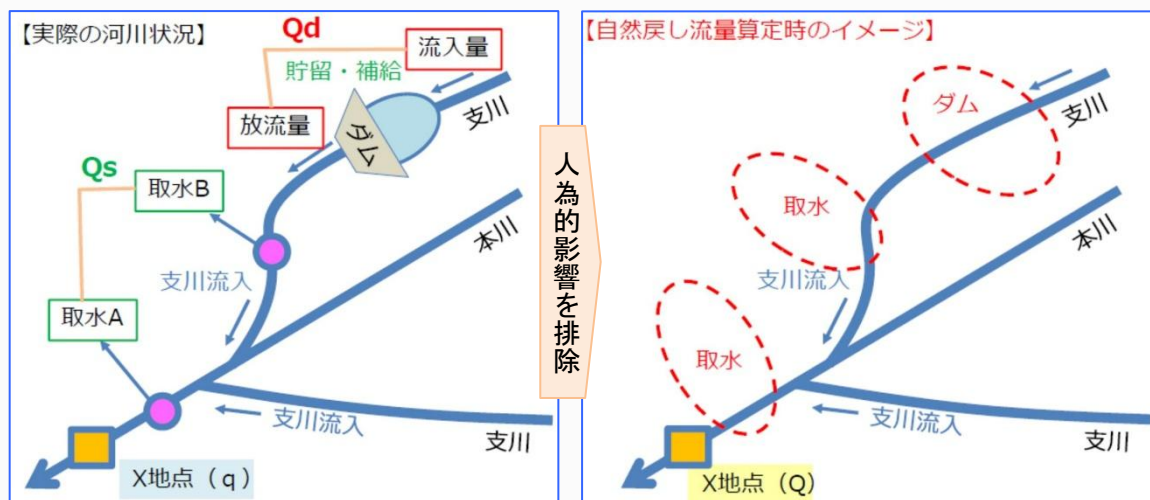 【実際の河川状況】
Qd
流入量
貯留・補給
放流量
ダム
支川
Qs
取水B
本川
支川流入
取水A
支川流入
支川
X地点（q）
人為的影響を排除
【自然戻し流量算定時のイメージ】
ダム
支川
取水
本川
支川流入
取水
支川流入
支川
X地点（Q）